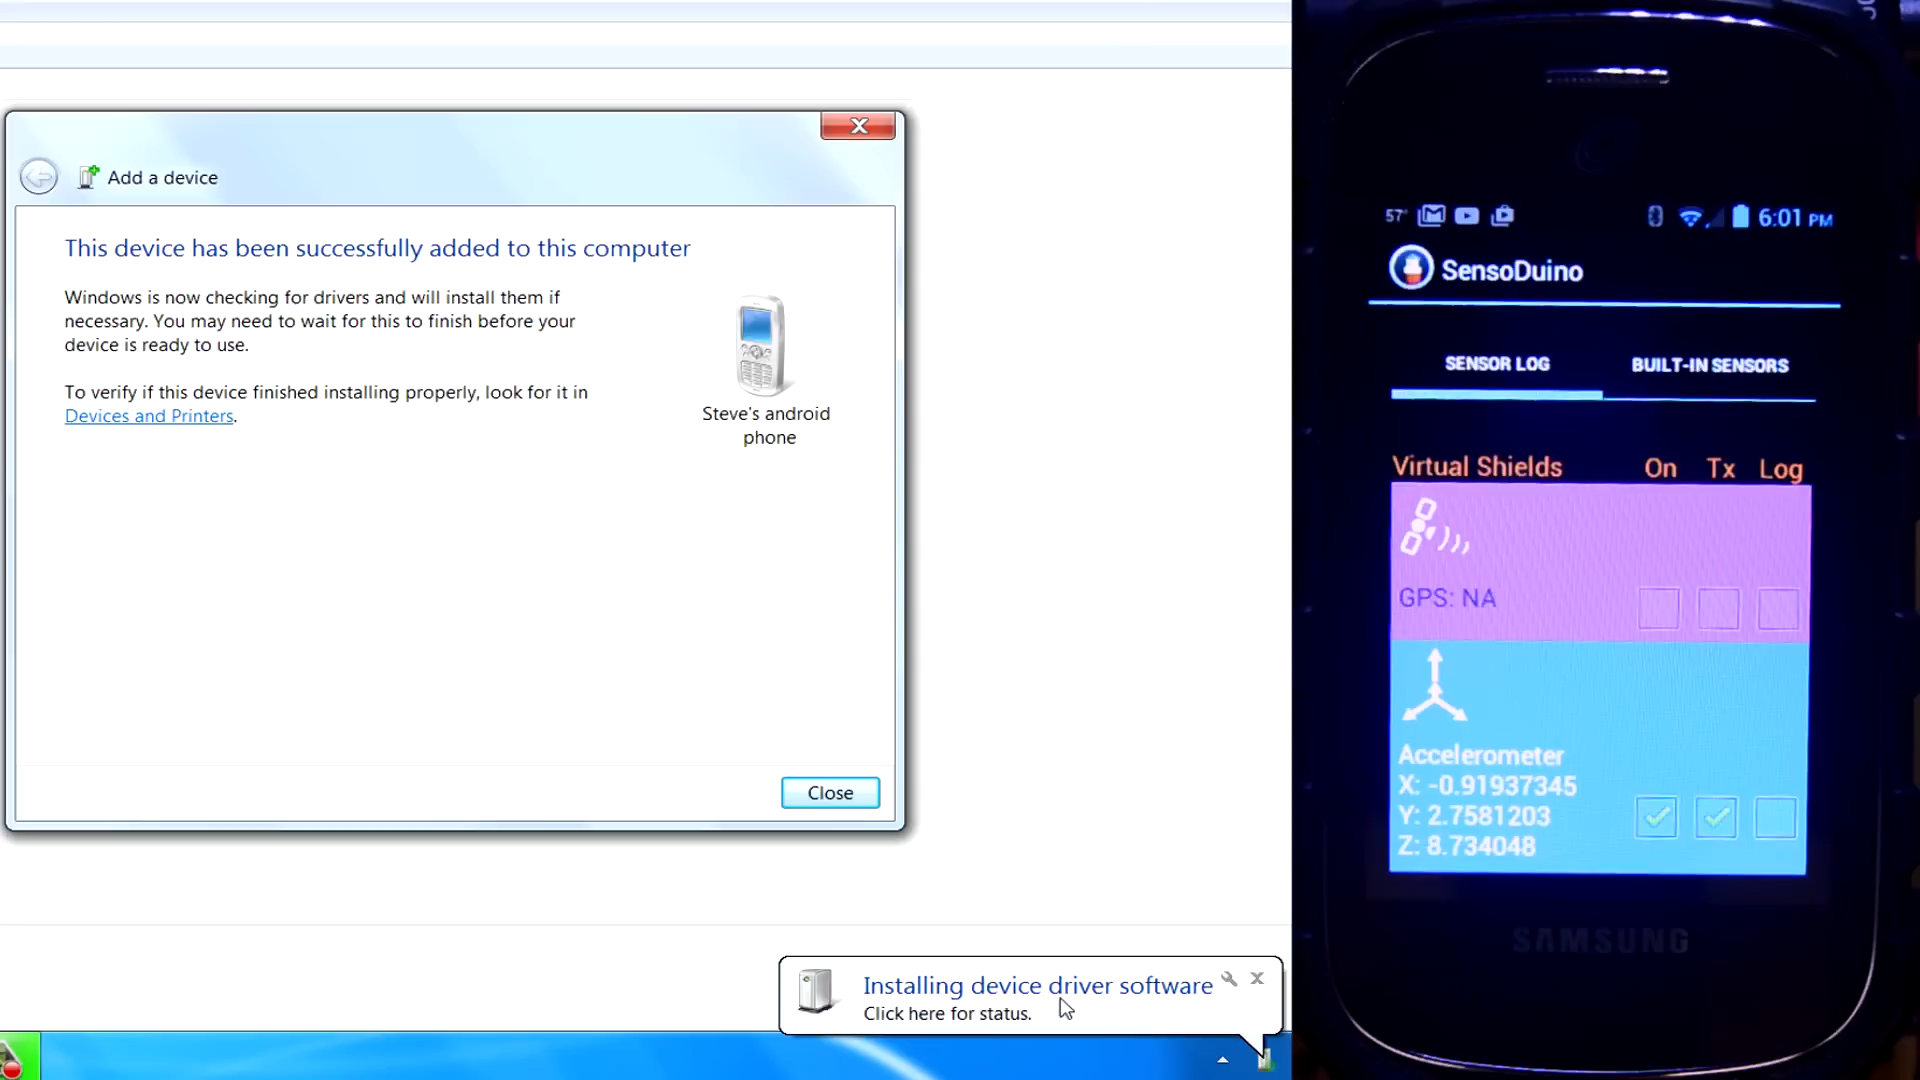 Add a device
This device has been successfully added to this computer
Windows is now checking for drivers and will install them if
necessary. You may need to wait for this to finish before your
device is ready to use.
To verify if this device finished installing properly, look for it in
Devices and Printers.
Steve's android
phone
Close
Installing device driver software
Click here for status.
57°
6:01 PM
SensoDuino
SENSOR LOG
BUILT-IN SENSORS
Virtual Shields On Tx Log
GPS: NA
Accelerometer
X: -0.91937345
Y: 2.7581203
Z: 8.734048
SAMSUNG